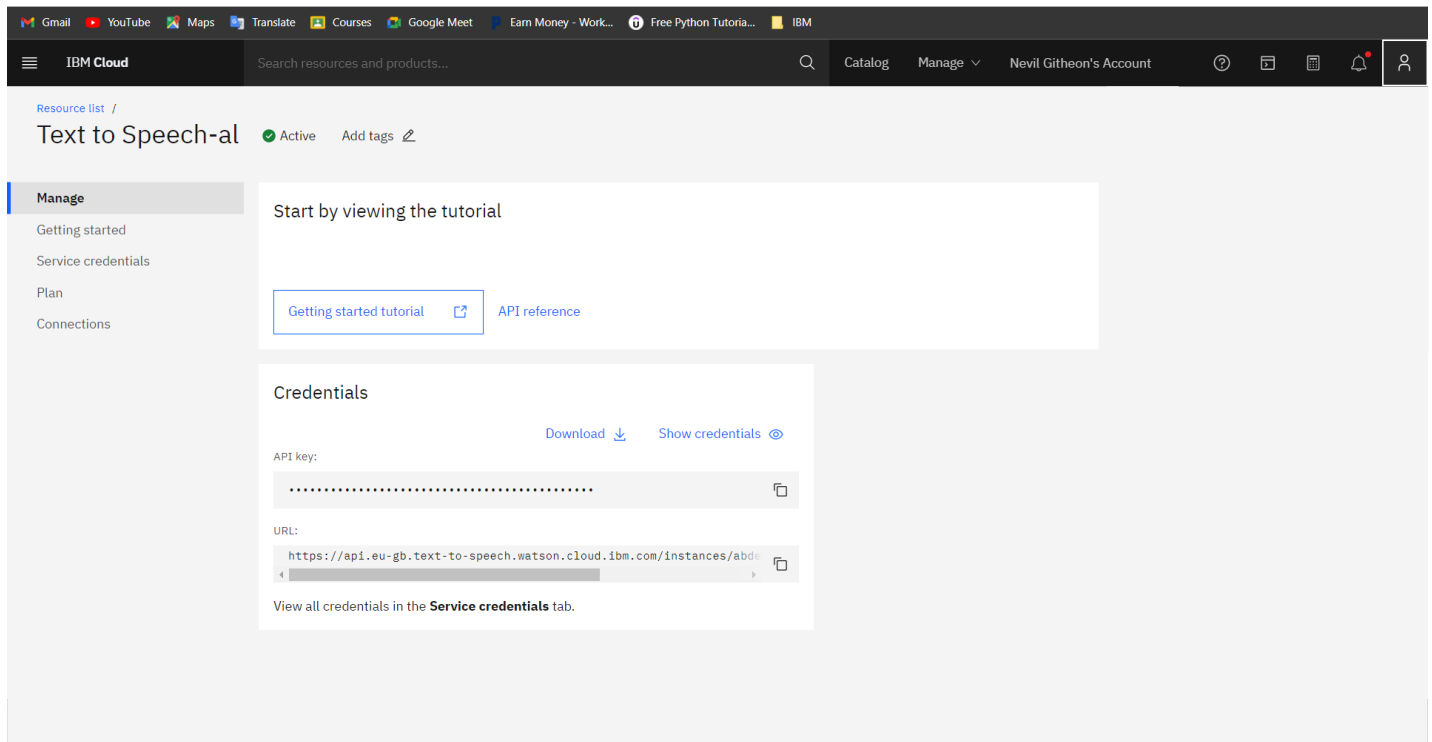 Gmail YouTube Maps Translate Courses Google Meet Earn Money - Work... Free Python Tutoria... IBM
IBM Cloud Search resources and products... Catalog Manage Nevil Githeon's Account
Resource list /
Text to Speech-al Active Add tags
Manage
Getting started
Service credentials
Plan
Connections
Start by viewing the tutorial
Getting started tutorial API reference
Credentials
Download Show credentials
API key:
••••••••••••••••••••••••••••••••••••••••••••
URL:
https://api.eu-gb.text-to-speech.watson.cloud.ibm.com/instances/abde
View all credentials in the Service credentials tab.